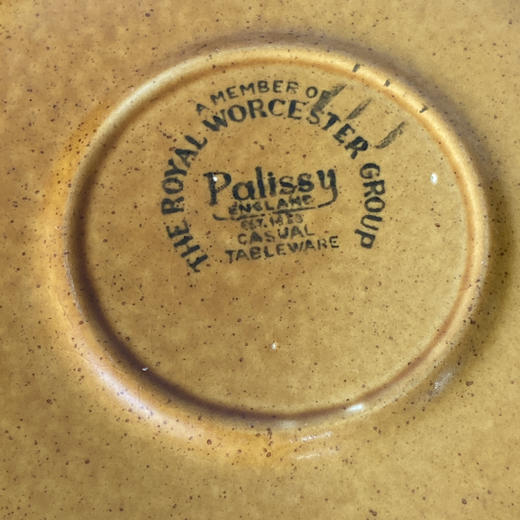 A MEMBER OF
THE ROYAL WORCESTER GROUP
Palissy
ENGLAND
CASUAL
TABLEWARE